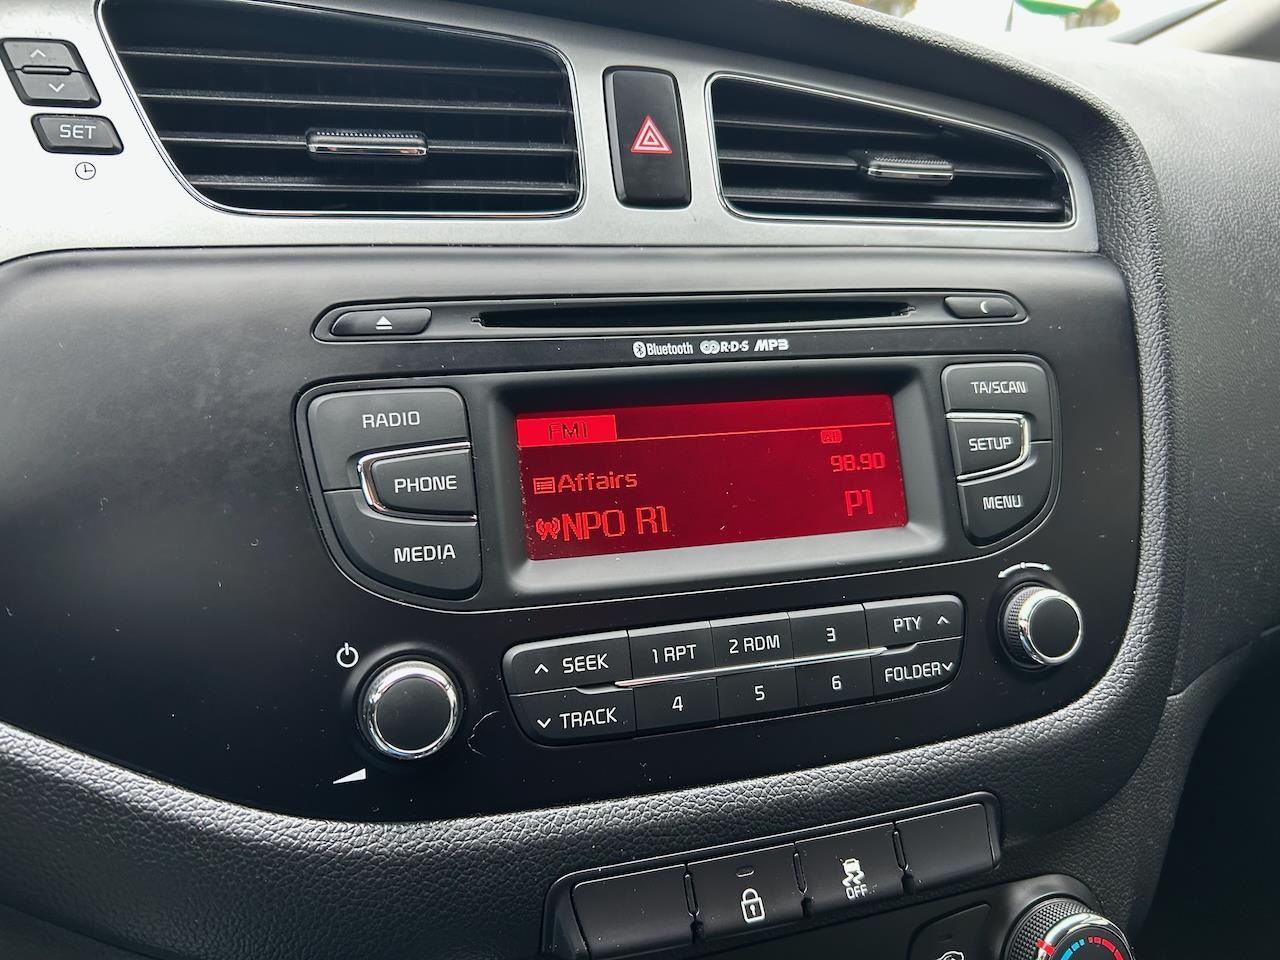 SET
Bluetooth R·D·S MP3
RADIO
PHONE
MEDIA
FM1
AF
98.90
Affairs
NPO R1
P1
TA/SCAN
SETUP
MENU
SEEK
1 RPT
2 RDM
3
PTY
TRACK
4
5
6
FOLDER
OFF